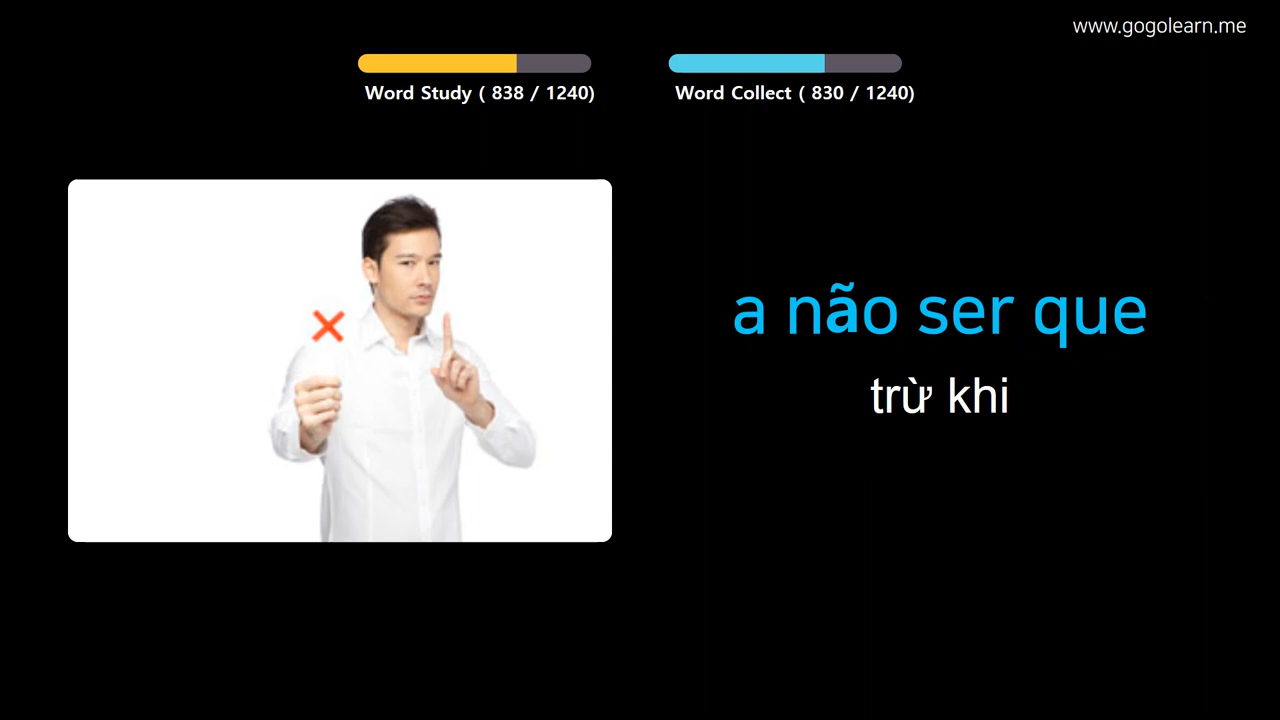 www.gogolearn.me
Word Study ( 838 / 1240)
Word Collect ( 830 / 1240)
a não ser que
trừ khi